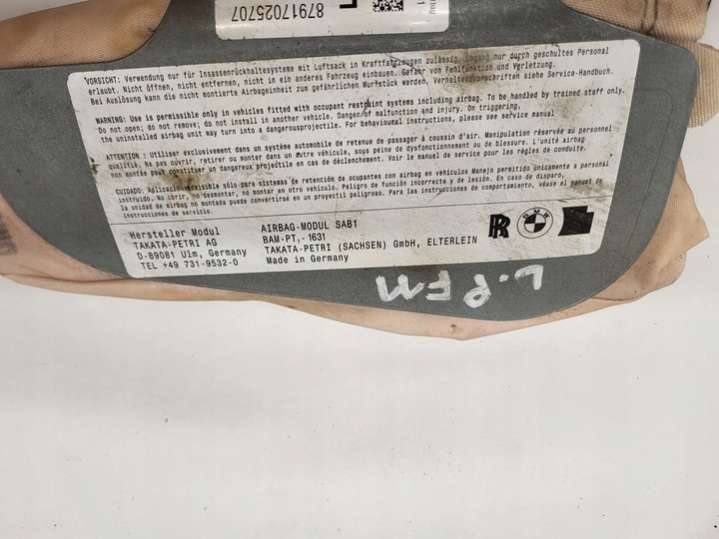 87917025707
VORSICHT: Verwendung nur für Insassenrückhaltesysteme mit Luftsack in Kraftfahrzeugen zulässig. Umgang nur durch geschultes Personal
erlaubt. Nicht öffnen, nicht entfernen, nicht in ein anderes Fahrzeug einbauen. Gefahr von Fehlfunktion und Verletzung.
Bei Auslösung kann die nicht montierte Airbageinheit zum gefährlichen Wurfstück werden. Verhaltensvorschriften siehe Service-Handbuch.
WARNING: Use is permissible only in vehicles fitted with occupant restraint systems including airbag. To be handled by trained staff only.
Do not open; do not remove; do not install in another vehicle. Danger of malfunction and injury. On triggering,
the uninstalled airbag unit may turn into a dangerousprojectile. For behavioural instructions, please see service manual
ATTENTION : Utiliser exclusivement dans un système automobile de retenue de passager à coussin d'air. Manipulation réservée au personnel
qualifié. Ne pas ouvrir, retirer ou monter dans un autre véhicule, sous peine de dysfonctionnement ou de blessure. L'unité airbag
non montée peut constituer un dangereux projectile en cas de déclenchement. Voir le manuel de service pour les règles de conduite.
CUIDADO: Aplicación admisible sólo para sistemas de retención de ocupantes con airbag en vehículos Manejo permitido únicamente a personal
instruido. No abrir, no desmontar, no montar en otro vehículo. Peligro de función incorrecta y de lesión. En caso de disparo,
la unidad de airbag no montada puede convertirse en un proyectil peligroso. Para las instrucciones de comportamiento, véase el manual de
instrucciones de servicio.
Hersteller Modul
TAKATA-PETRI AG
D-89081 Ulm, Germany
TEL +49 731-9532-0
AIRBAG-MODUL SAB1
BAM-PT,- 1631
TAKATA-PETRI (SACHSEN) GmbH, ELTERLEIN
Made in Germany
RR
BMW
L.PFM